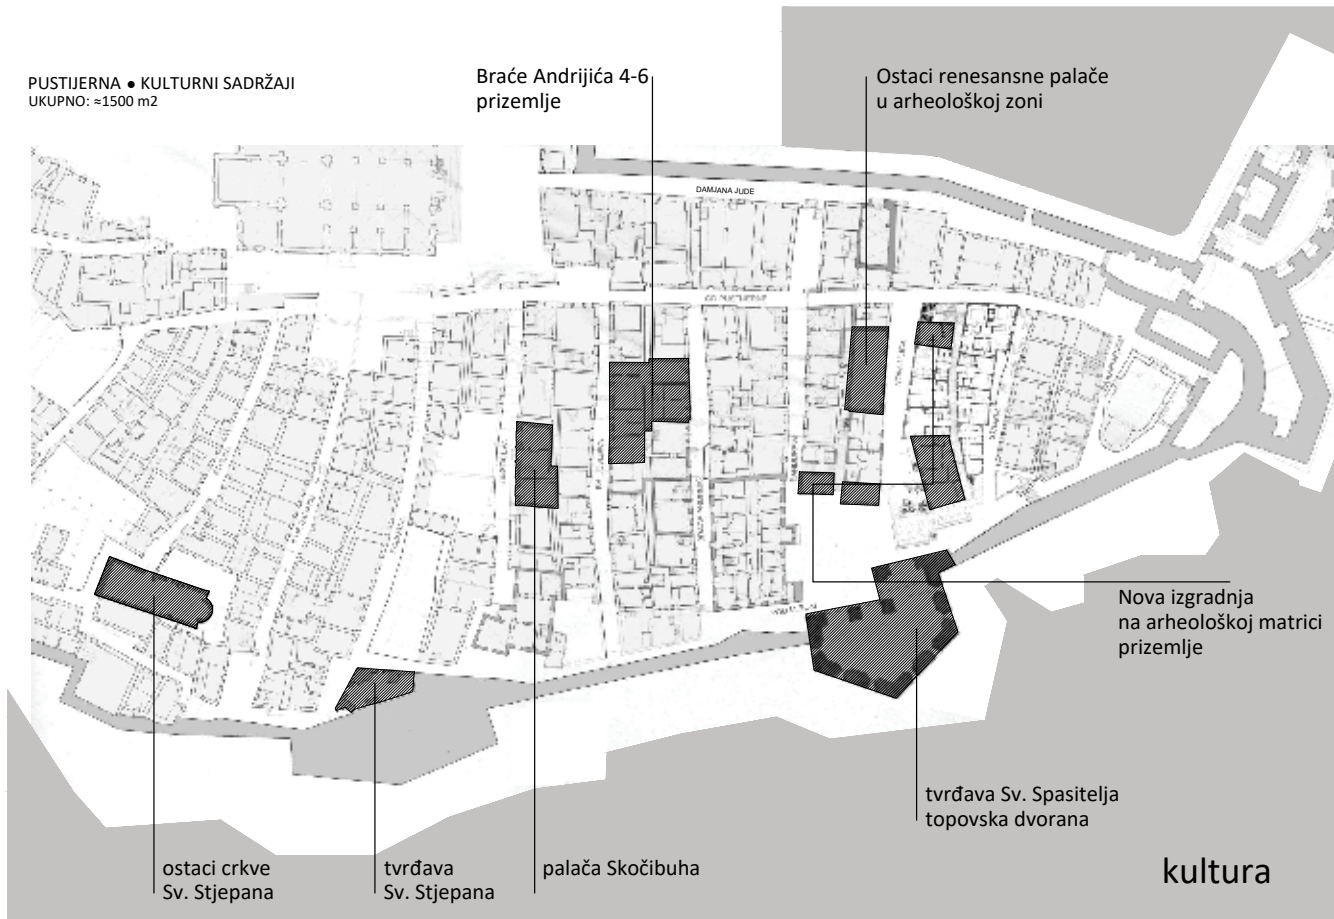 PUSTIJERNA ● KULTURNI SADRŽAJI
UKUPNO: ≈1500 m2
Braće Andrijića 4-6
prizemlje
Ostaci renesansne palače
u arheološkoj zoni
DAMJANA JUDE
OD PUSTIJERNE
Nova izgradnja
na arheološkoj matrici
prizemlje
tvrđava Sv. Spasitelja
topovska dvorana
ostaci crkve
Sv. Stjepana
tvrđava
Sv. Stjepana
palača Skočibuha
kultura